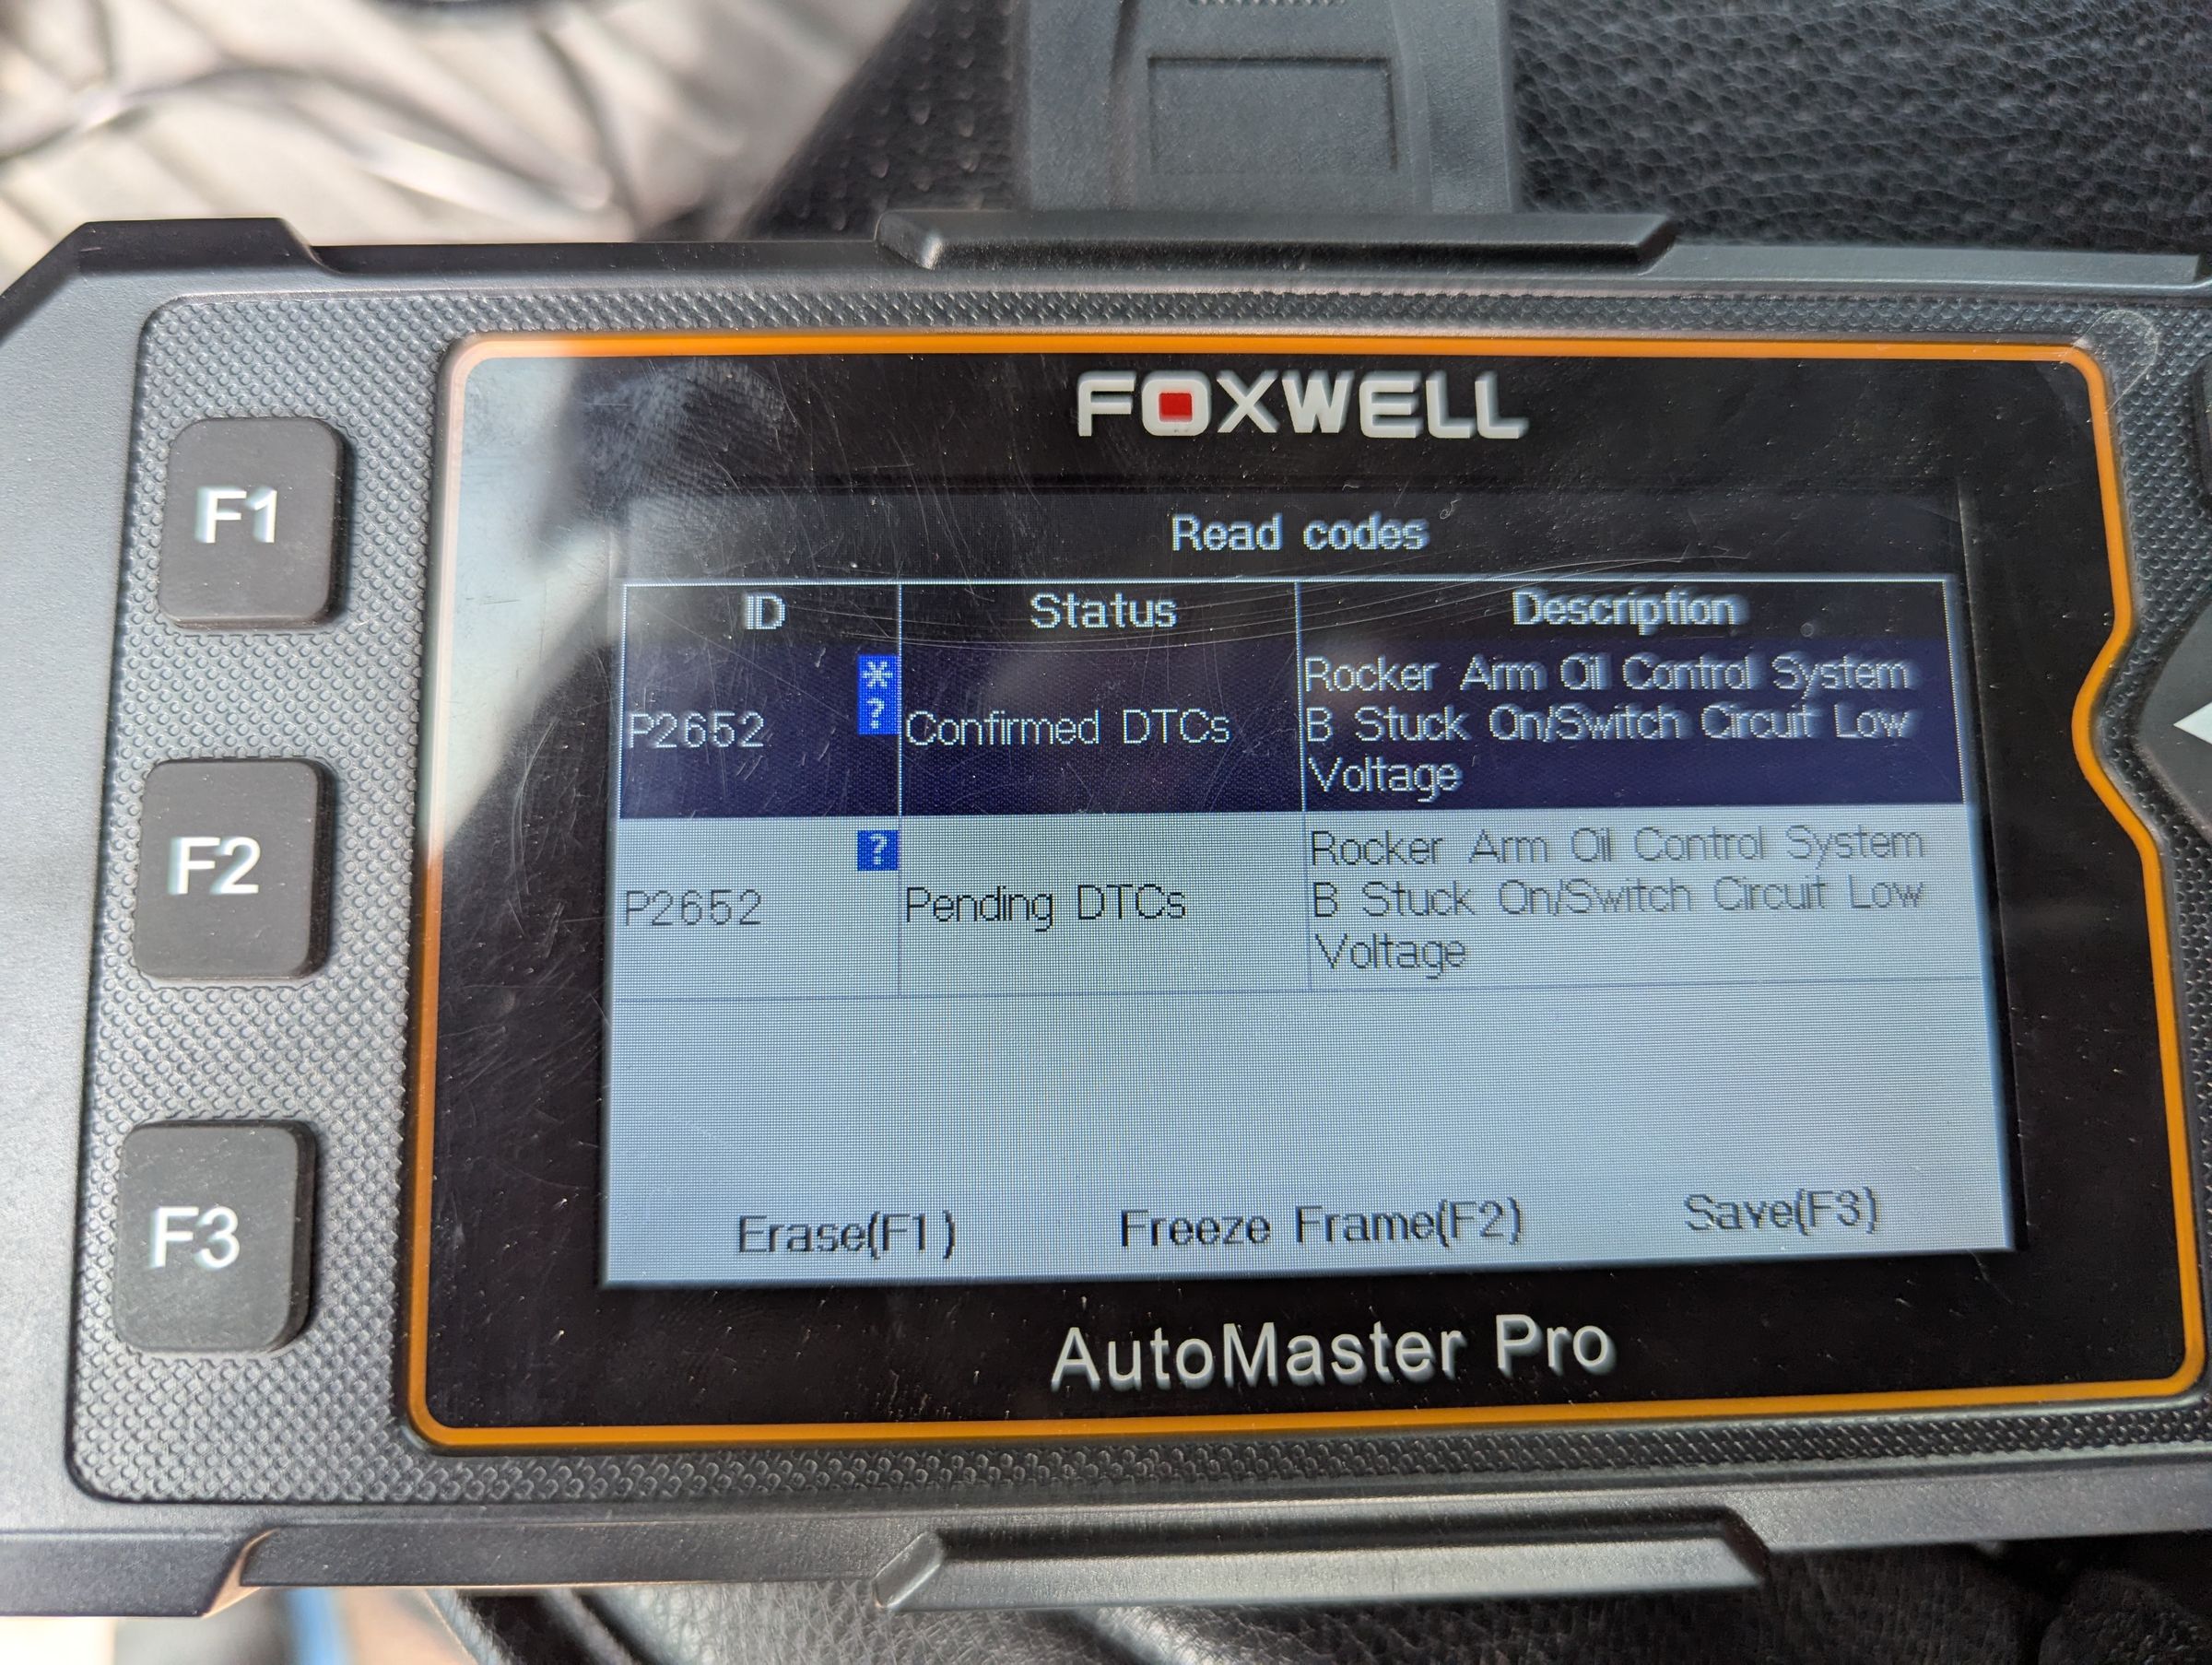 FOXWELL
Read codes
ID Status Description
P2652 * ? Confirmed DTCs Rocker Arm Oil Control System
B Stuck On/Switch Circuit Low
Voltage
P2652 ? Pending DTCs Rocker Arm Oil Control System
B Stuck On/Switch Circuit Low
Voltage
Erase(F1) Freeze Frame(F2) Save(F3)
AutoMaster Pro
F1
F2
F3